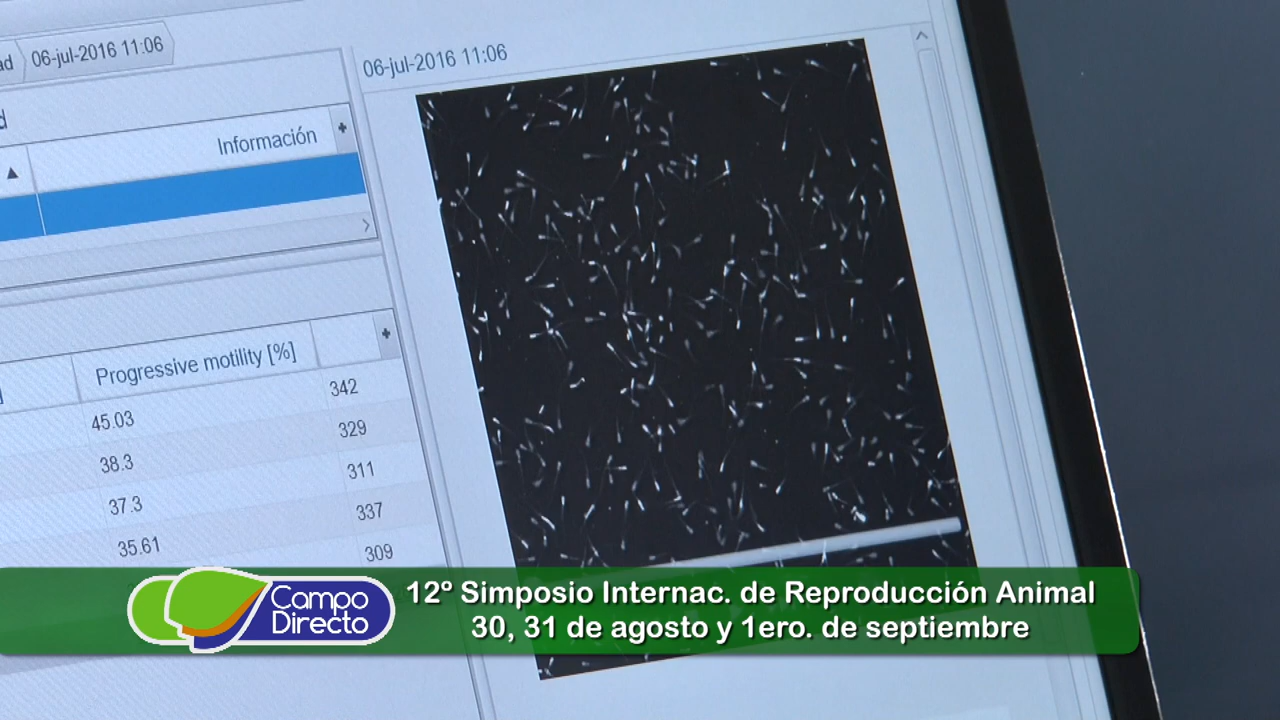 06-jul-2016 11:06
06-jul-2016 11:06
Información
Progressive motility [%]
45.03 342
38.3 329
37.3 311
337
35.61 309
Campo
Directo
12º Simposio Internac. de Reproducción Animal
30, 31 de agosto y 1ero. de septiembre